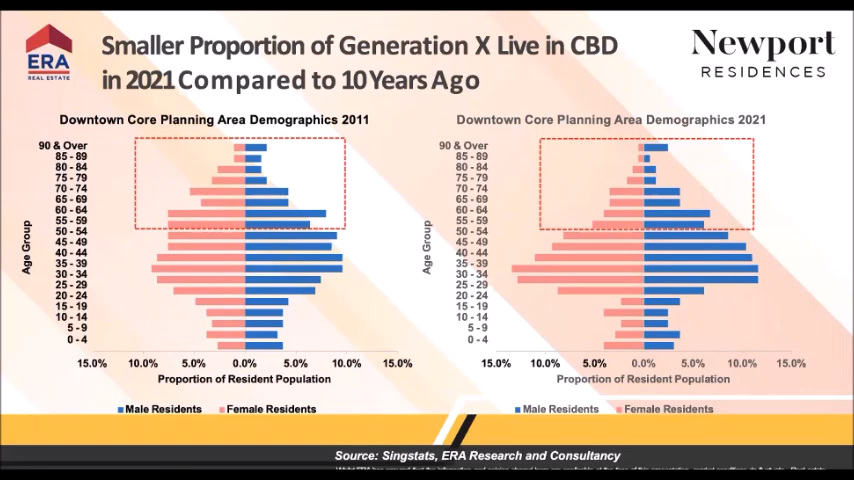 ERA
REAL ESTATE
Smaller Proportion of Generation X Live in CBD
in 2021 Compared to 10 Years Ago
Newport
RESIDENCES
Downtown Core Planning Area Demographics 2011
Age Group
90 & Over
85 - 89
80 - 84
75 - 79
70 - 74
65 - 69
60 - 64
55 - 59
50 - 54
45 - 49
40 - 44
35 - 39
30 - 34
25 - 29
20 - 24
15 - 19
10 - 14
5 - 9
0 - 4
15.0% 10.0% 5.0% 0.0% 5.0% 10.0% 15.0%
Proportion of Resident Population
Male Residents Female Residents
Downtown Core Planning Area Demographics 2021
Age Group
90 & Over
85 - 89
80 - 84
75 - 79
70 - 74
65 - 69
60 - 64
55 - 59
50 - 54
45 - 49
40 - 44
35 - 39
30 - 34
25 - 29
20 - 24
15 - 19
10 - 14
5 - 9
0 - 4
15.0% 10.0% 5.0% 0.0% 5.0% 10.0% 15.0%
Proportion of Resident Population
Male Residents Female Residents
Source: Singstats, ERA Research and Consultancy